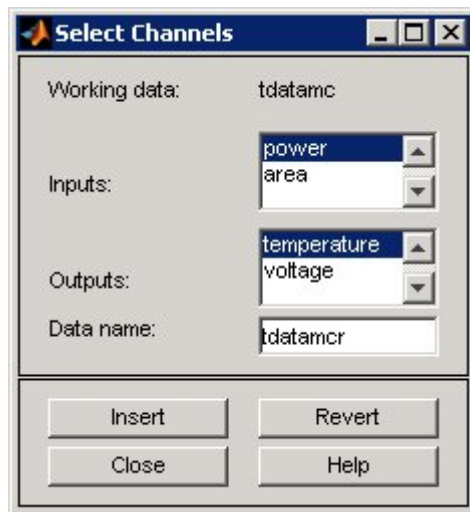 Select Channels
Working data: tdatamc
Inputs:
power
area
Outputs:
temperature
voltage
Data name: tdatamcr
Insert Revert
Close Help